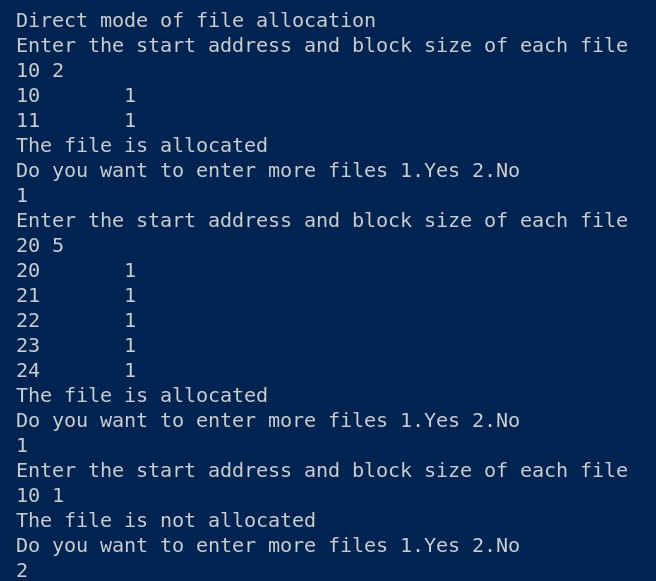 Direct mode of file allocation
Enter the start address and block size of each file
10 2
10       1
11       1
The file is allocated
Do you want to enter more files 1.Yes 2.No
1
Enter the start address and block size of each file
20 5
20       1
21       1
22       1
23       1
24       1
The file is allocated
Do you want to enter more files 1.Yes 2.No
1
Enter the start address and block size of each file
10 1
The file is not allocated
Do you want to enter more files 1.Yes 2.No
2